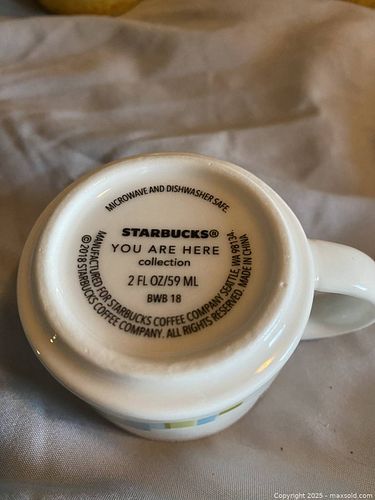 MICROWAVE AND DISHWASHER SAFE.
STARBUCKS®
YOU ARE HERE
collection
2 FL OZ/59 ML
BWB 18
MANUFACTURED FOR STARBUCKS COFFEE COMPANY SEATTLE, WA 98134.
©2018 STARBUCKS COFFEE COMPANY. ALL RIGHTS RESERVED. MADE IN CHINA
Copyright 2025 - maxsold.com